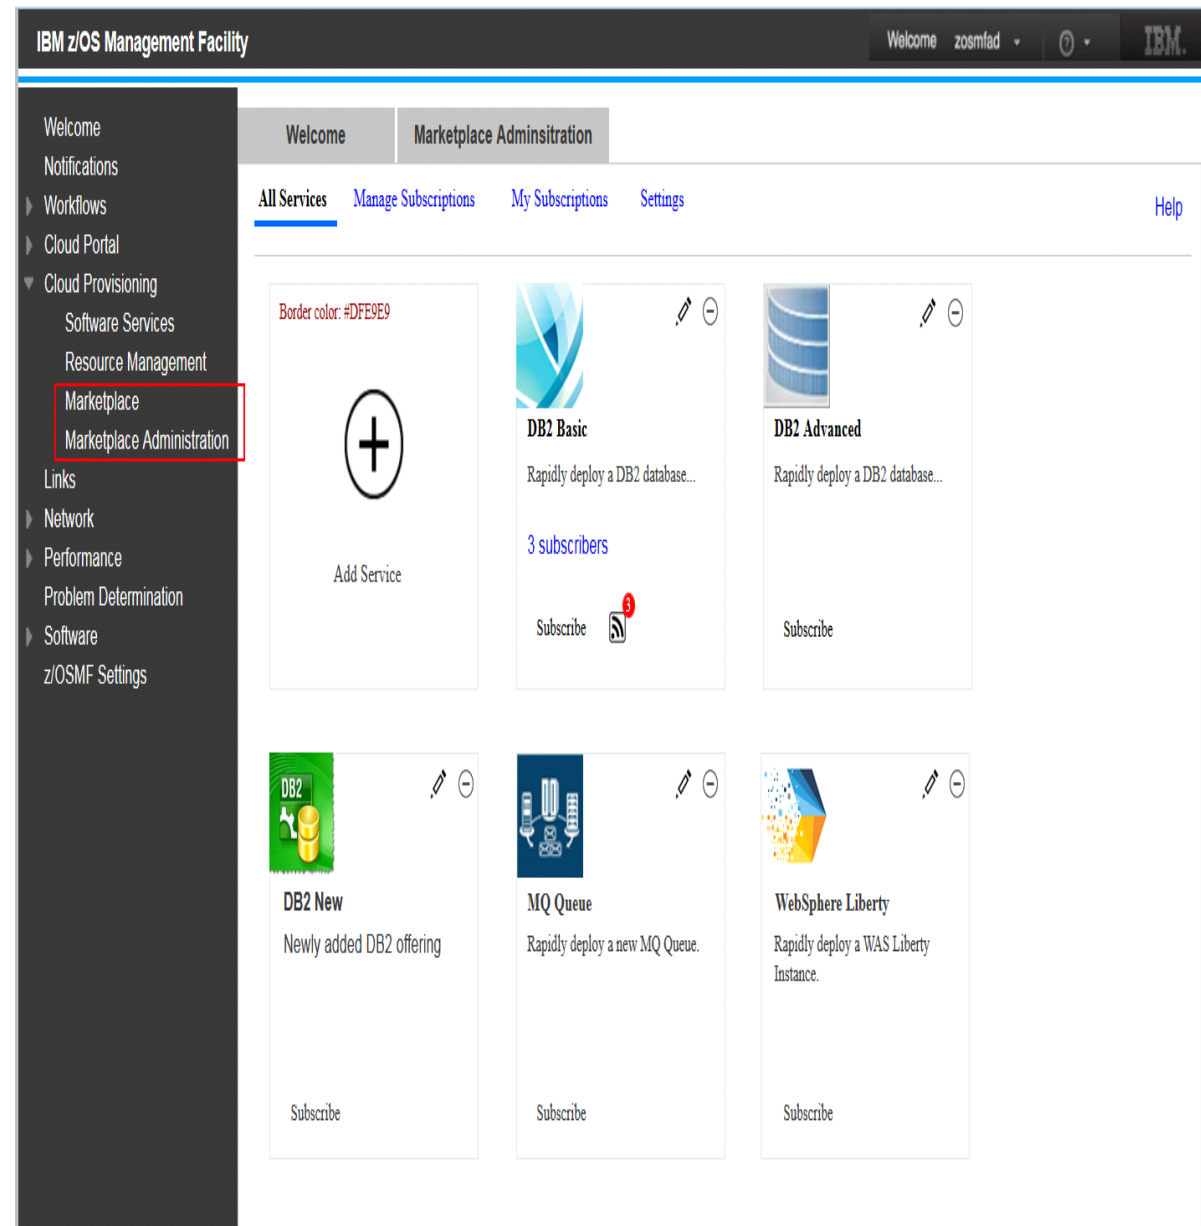 IBM z/OS Management Facility
Welcome zosmfad
?
IBM.
Welcome
Notifications
Workflows
Cloud Portal
Cloud Provisioning
Software Services
Resource Management
Marketplace
Marketplace Administration
Links
Network
Performance
Problem Determination
Software
z/OSMF Settings
Welcome
Marketplace Adminsitration
All Services
Manage Subscriptions
My Subscriptions
Settings
Help
Border color: #DFE9E9
Add Service
DB2 Basic
Rapidly deploy a DB2 database...
3 subscribers
Subscribe
3
DB2 Advanced
Rapidly deploy a DB2 database...
Subscribe
DB2
DB2 New
Newly added DB2 offering
Subscribe
MQ Queue
Rapidly deploy a new MQ Queue.
Subscribe
WebSphere Liberty
Rapidly deploy a WAS Liberty
Instance.
Subscribe